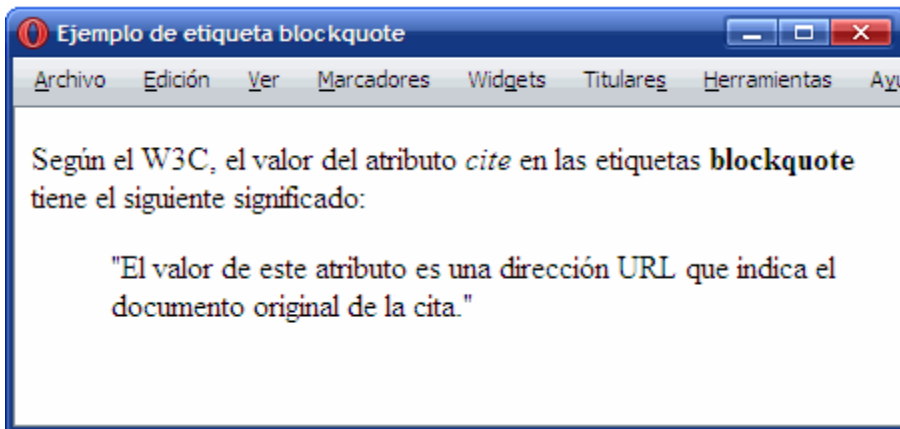 Ejemplo de etiqueta blockquote
Archivo Edición Ver Marcadores Widgets Titulares Herramientas
Según el W3C, el valor del atributo cite en las etiquetas blockquote
tiene el siguiente significado:
"El valor de este atributo es una dirección URL que indica el
documento original de la cita."